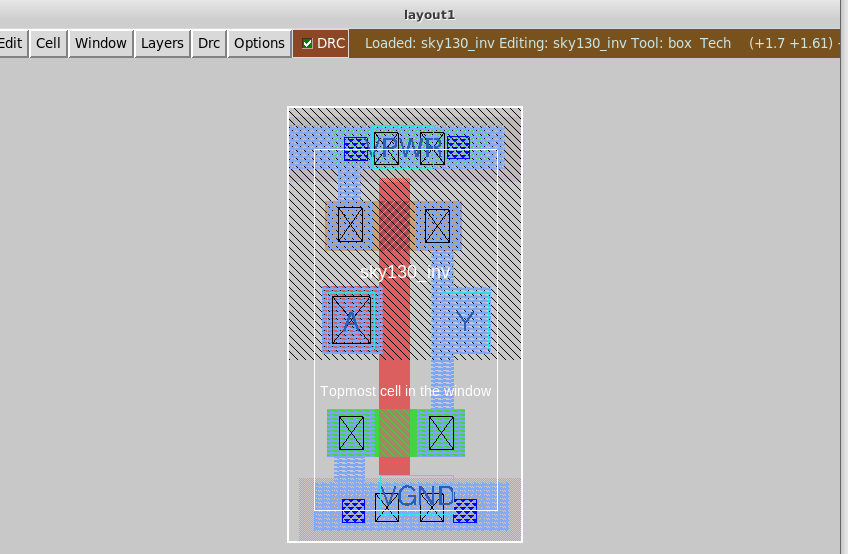 layout1
Edit Cell Window Layers Drc Options DRC Loaded: sky130_inv Editing: sky130_inv Tool: box Tech (+1.7 +1.61)
VPWR
sky130_inv
A Y
Topmost cell in the window
VGND